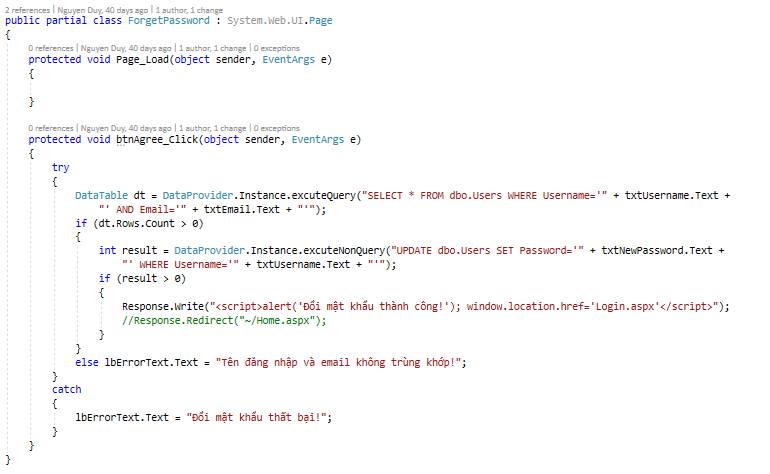 2 references | Nguyen Duy, 40 days ago | 1 author, 1 change
public partial class ForgetPassword : System.Web.UI.Page
{
0 references | Nguyen Duy, 40 days ago | 1 author, 1 change | 0 exceptions
protected void Page_Load(object sender, EventArgs e)
{
}
0 references | Nguyen Duy, 40 days ago | 1 author, 1 change | 0 exceptions
protected void btnAgree_Click(object sender, EventArgs e)
{
try
{
DataTable dt = DataProvider.Instance.excuteQuery("SELECT * FROM dbo.Users WHERE Username='" + txtUsername.Text +
"' AND Email='" + txtEmail.Text + "'");
if (dt.Rows.Count > 0)
{
int result = DataProvider.Instance.excuteNonQuery("UPDATE dbo.Users SET Password='" + txtNewPassword.Text +
"' WHERE Username='" + txtUsername.Text + "'");
if (result > 0)
{
Response.Write("<script>alert('Đổi mật khẩu thành công!'); window.location.href='Login.aspx'</script>");
//Response.Redirect("~/Home.aspx");
}
}
else lbErrorText.Text = "Tên đăng nhập và email không trùng khớp!";
}
catch
{
lbErrorText.Text = "Đổi mật khẩu thất bại!";
}
}
}